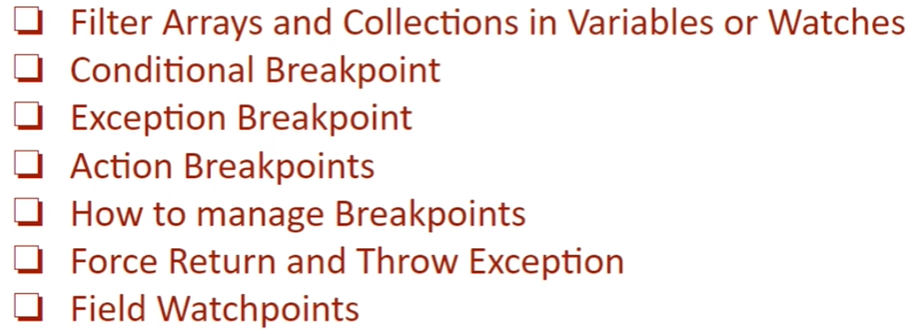 Filter Arrays and Collections in Variables or Watches
Conditional Breakpoint
Exception Breakpoint
Action Breakpoints
How to manage Breakpoints
Force Return and Throw Exception
Field Watchpoints